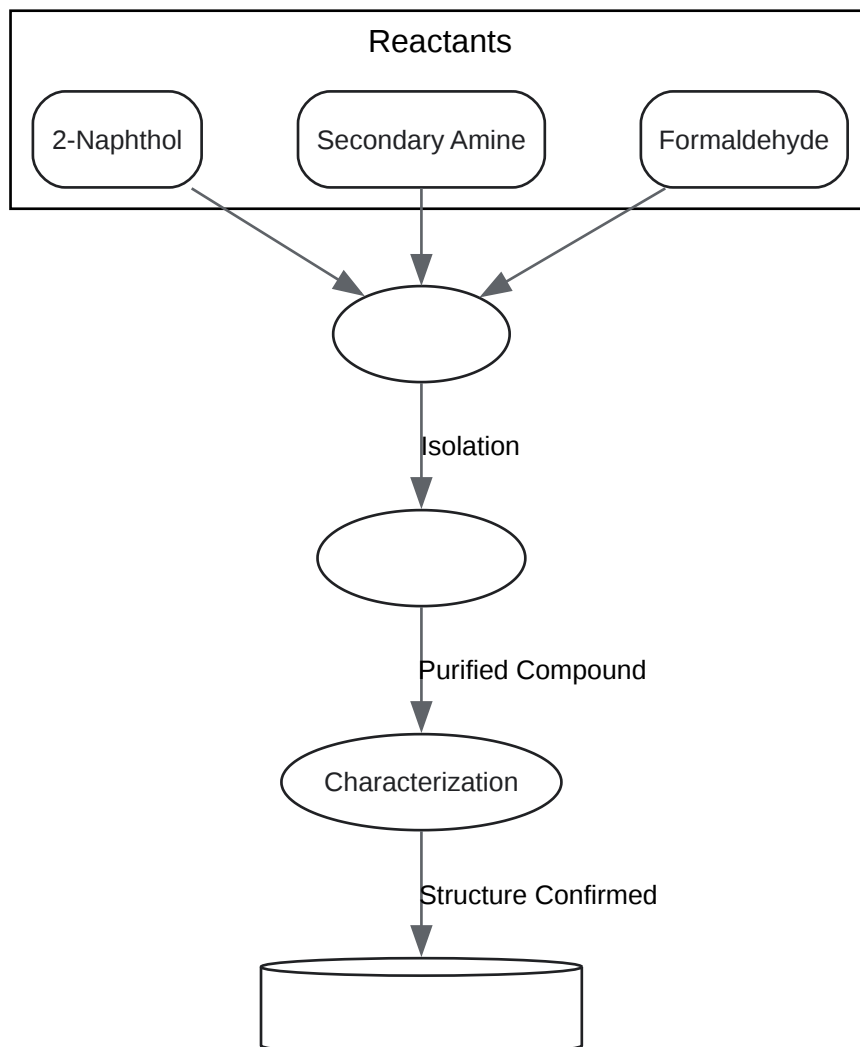 Reactants
2-Naphthol
Secondary Amine
Formaldehyde
Isolation
Purified Compound
Characterization
Structure Confirmed